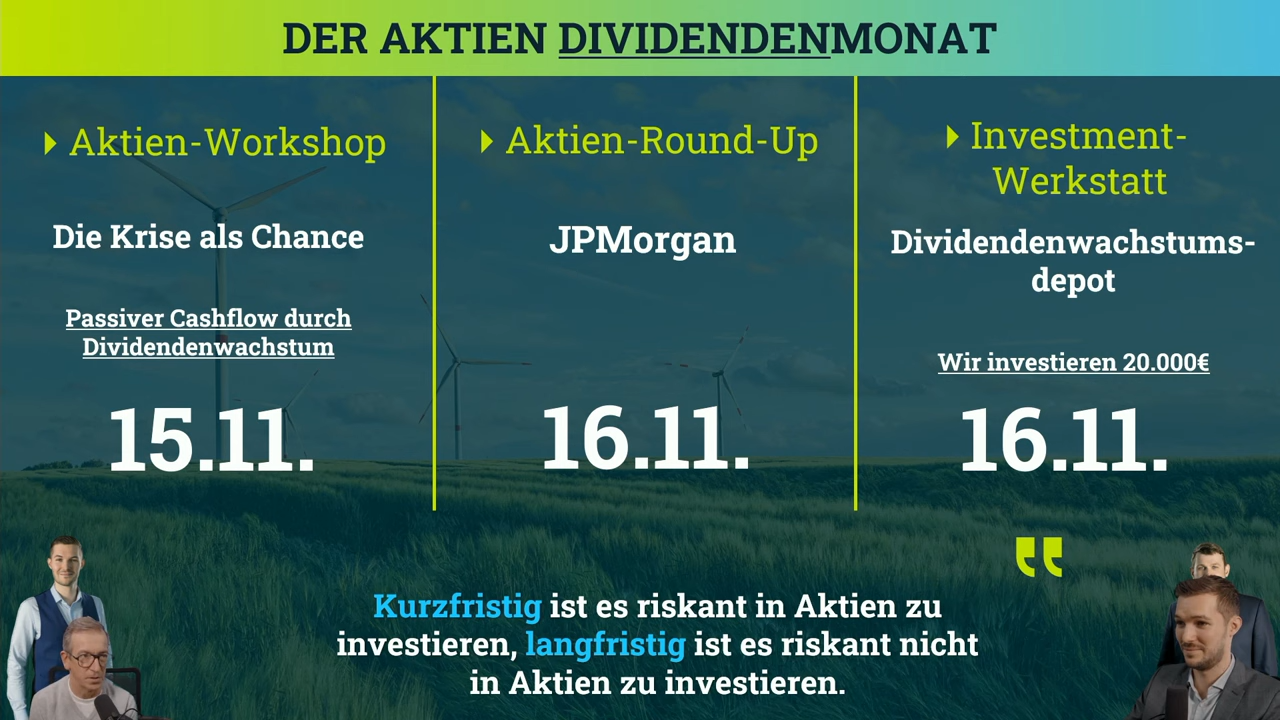 DER AKTIEN DIVIDENDENMONAT
Aktien-Workshop
Die Krise als Chance
Passiver Cashflow durch
Dividendenwachstum
15.11.
Aktien-Round-Up
JPMorgan
16.11.
Investment-
Werkstatt
Dividendenwachstums-
depot
Wir investieren 20.000€
16.11.
"
Kurzfristig ist es riskant in Aktien zu
investieren, langfristig ist es riskant nicht
in Aktien zu investieren.